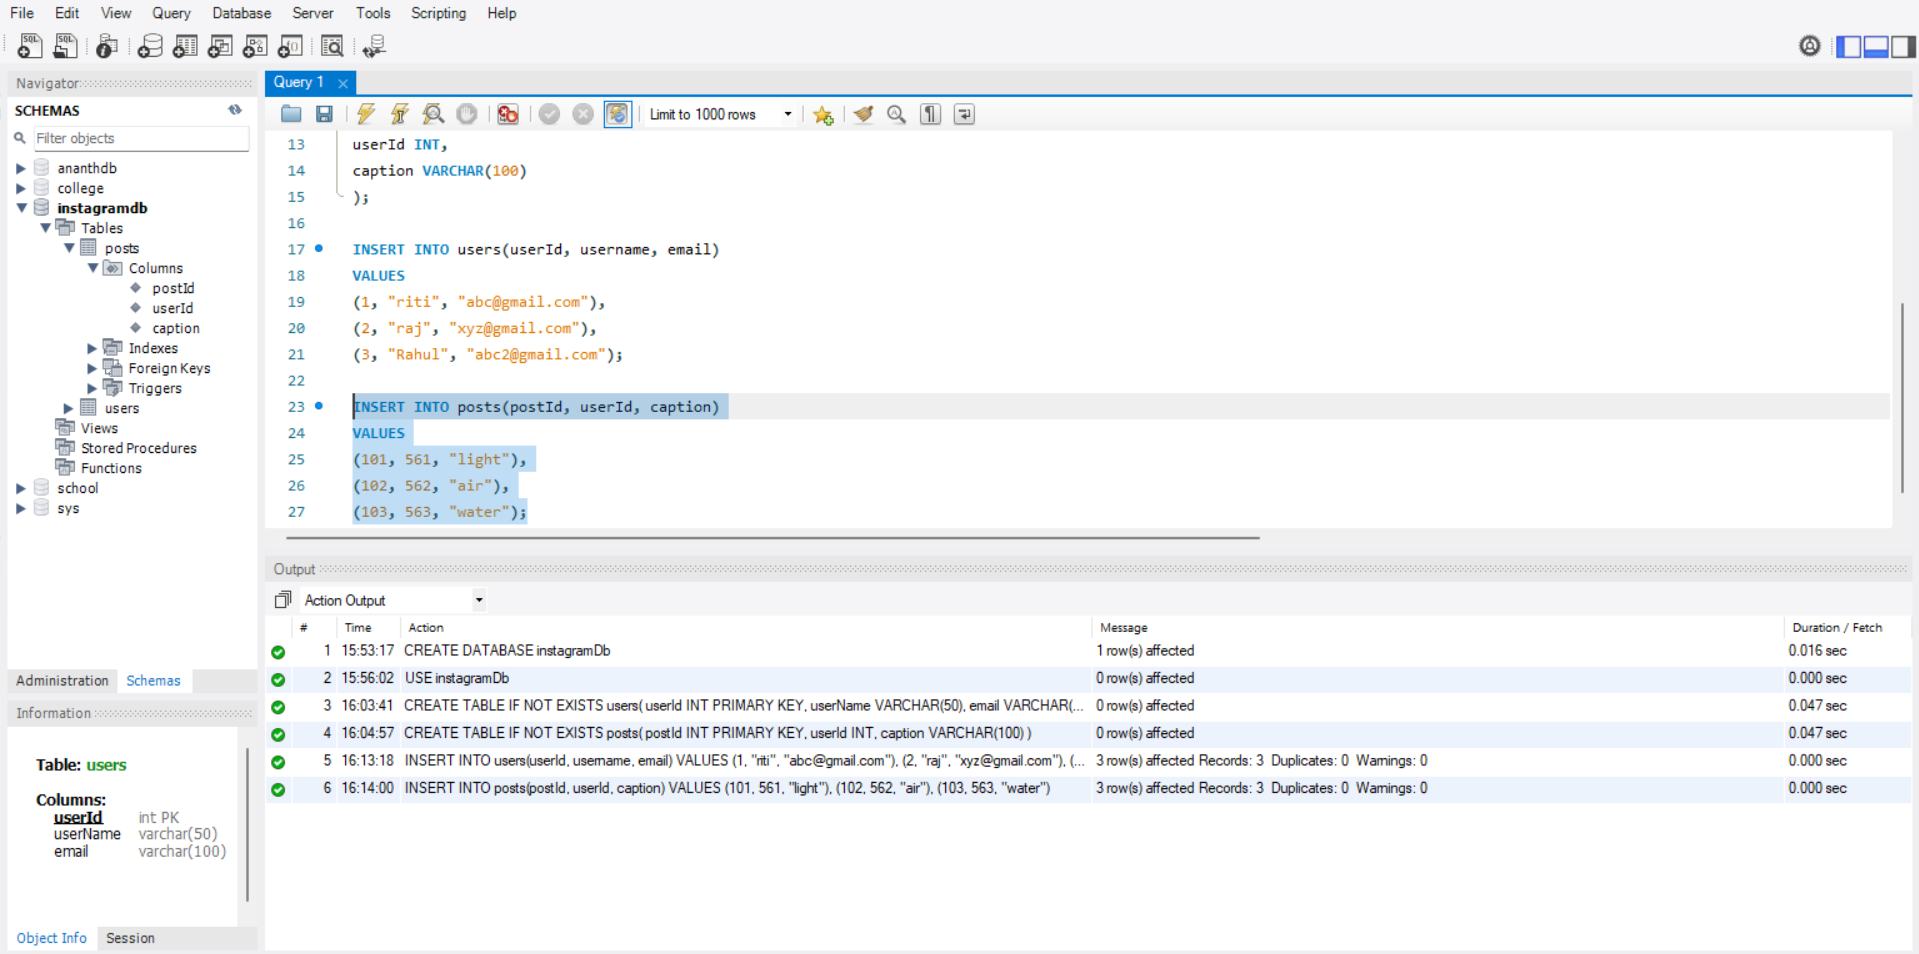 File Edit View Query Database Server Tools Scripting Help
Navigator
SCHEMAS
Filter objects
ananthdb
college
instagramdb
Tables
posts
Columns
postId
userId
caption
Indexes
Foreign Keys
Triggers
users
Views
Stored Procedures
Functions
school
sys
Administration Schemas
Information
Table: users
Columns:
userId int PK
userName varchar(50)
email varchar(100)
Object Info Session
Query 1
Limit to 1000 rows
13 userId INT,
14 caption VARCHAR(100)
15 );
16
17 INSERT INTO users(userId, username, email)
18 VALUES
19 (1, "riti", "abc@gmail.com"),
20 (2, "raj", "xyz@gmail.com"),
21 (3, "Rahul", "abc2@gmail.com");
22
23 INSERT INTO posts(postId, userId, caption)
24 VALUES
25 (101, 561, "light"),
26 (102, 562, "air"),
27 (103, 563, "water");
Output
Action Output
# Time Action Message Duration / Fetch
1 15:53:17 CREATE DATABASE instagramDb 1 row(s) affected 0.016 sec
2 15:56:02 USE instagramDb 0 row(s) affected 0.000 sec
3 16:03:41 CREATE TABLE IF NOT EXISTS users( userId INT PRIMARY KEY, userName VARCHAR(50), email VARCHAR(... 0 row(s) affected 0.047 sec
4 16:04:57 CREATE TABLE IF NOT EXISTS posts( postId INT PRIMARY KEY, userId INT, caption VARCHAR(100) ) 0 row(s) affected 0.047 sec
5 16:13:18 INSERT INTO users(userId, username, email) VALUES (1, "riti", "abc@gmail.com"), (2, "raj", "xyz@gmail.com"), (... 3 row(s) affected Records: 3 Duplicates: 0 Warnings: 0 0.000 sec
6 16:14:00 INSERT INTO posts(postId, userId, caption) VALUES (101, 561, "light"), (102, 562, "air"), (103, 563, "water") 3 row(s) affected Records: 3 Duplicates: 0 Warnings: 0 0.000 sec